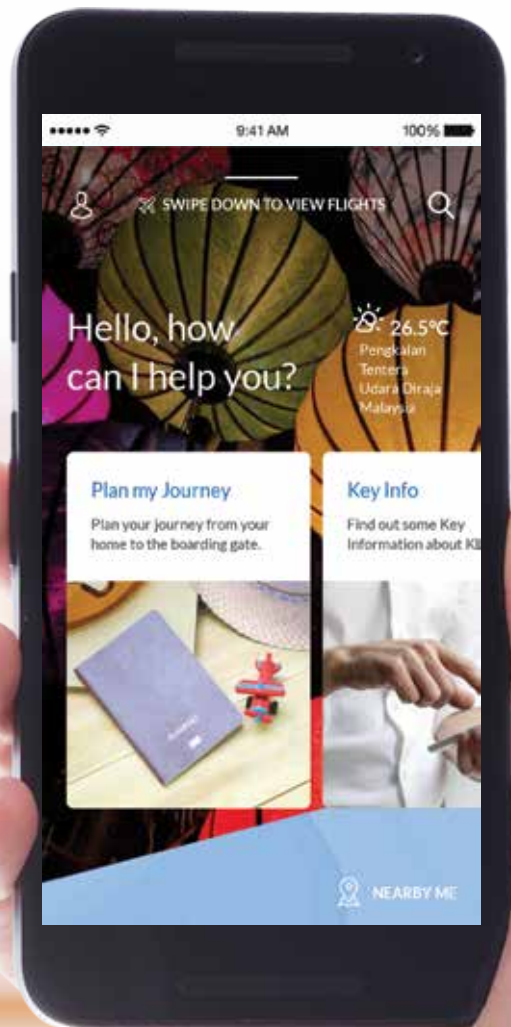 9:41 AM
100%
SWIPE DOWN TO VIEW FLIGHTS
Hello, how
can I help you?
26.5°C
Pengkalan
Tentera
Udara Diraja
Malaysia
Plan my Journey
Plan your journey from your
home to the boarding gate.
Key Info
Find out some Key
Information about
NEARBY ME